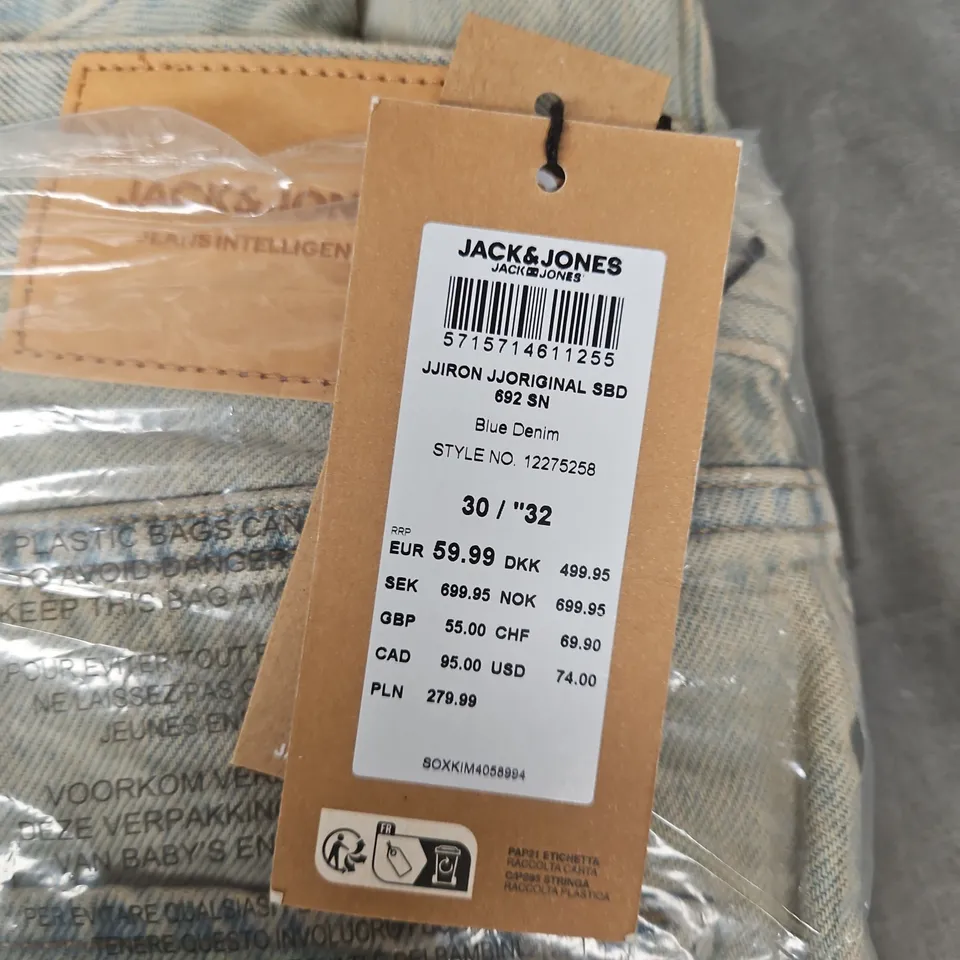 JACK&JON
JEANS INTELLIGEN
JACK&JONES
JACK JONES
5715714611255
JJIRON JJORIGINAL SBD
692 SN
Blue Denim
STYLE NO. 12275258
30 / "32
RRP
EUR 59.99 DKK 499.95
SEK 699.95 NOK 699.95
GBP 55.00 CHF 69.90
CAD 95.00 USD 74.00
PLN 279.99
SOXKIM4058994
FR
PAP21 ETICHETTA
RACCOLTA CARTA
C/PS95 STRINGA
RACCOLTA PLASTICA
PLASTIC BAGS CAN
TO AVOID DANGER
KEEP THIS BAG AW
POUR EVITER TOUT
NE LAISSEZ PAS
JEUNES EN
VOORKOM
DEZE VERPAKKIN
VAN BABY'S EN
PER EVITARE QUALSIASI
TENERE QUESTO INVOLUCRO
BAMBINI.